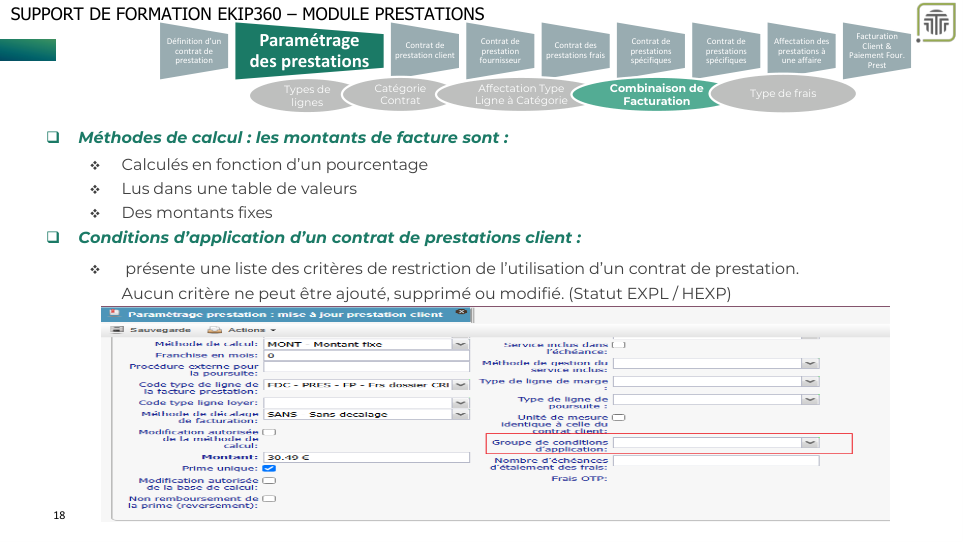 SUPPORT DE FORMATION EKIP360 – MODULE PRESTATIONS
Définition d'un
contrat de
prestation
Paramétrage
des prestations
Contrat de
prestation client
Contrat de
prestation
fournisseur
Contrat des
prestations frais
Contrat de
prestations
spécifiques
Contrat de
prestations
spécifiques
Affectation des
prestations à
une affaire
Facturation
Client &
Paiement Four.
Prest
Types de
lignes
Catégorie
Contrat
Affectation Type
Ligne à Catégorie
Combinaison de
Facturation
Type de frais
Méthodes de calcul : les montants de facture sont :
Calculés en fonction d'un pourcentage
Lus dans une table de valeurs
Des montants fixes
Conditions d'application d'un contrat de prestations client :
présente une liste des critères de restriction de l'utilisation d'un contrat de prestation.
Aucun critère ne peut être ajouté, supprimé ou modifié. (Statut EXPL / HEXP)
Paramétrage prestation : mise à jour prestation client
Sauvegarde Actions
Méthode de calcul: MONT - Montant fixe
Franchise en mois: 0
Procédure externe pour
la poursuite:
Code type de ligne de
la facture prestation: FDC - PRES - FP - Frs dossier CRI
Code type ligne loyer:
Méthode de décalage
de facturation: SANS - Sans decalage
Modification autorisée
de la méthode de
calcul:
Montant: 30.49 €
Prime unique:
Modification autorisée
de la base de calcul:
Non remboursement de
la prime (reversement):
Service inclus dans
l'échéance:
Méthode de gestion du
service inclus:
Type de ligne de marge
:
Type de ligne de
poursuite :
Unité de mesure
identique à celle du
contrat client:
Groupe de conditions
d'application:
Nombre d'échéances
d'étalement des frais:
Frais OTP:
18